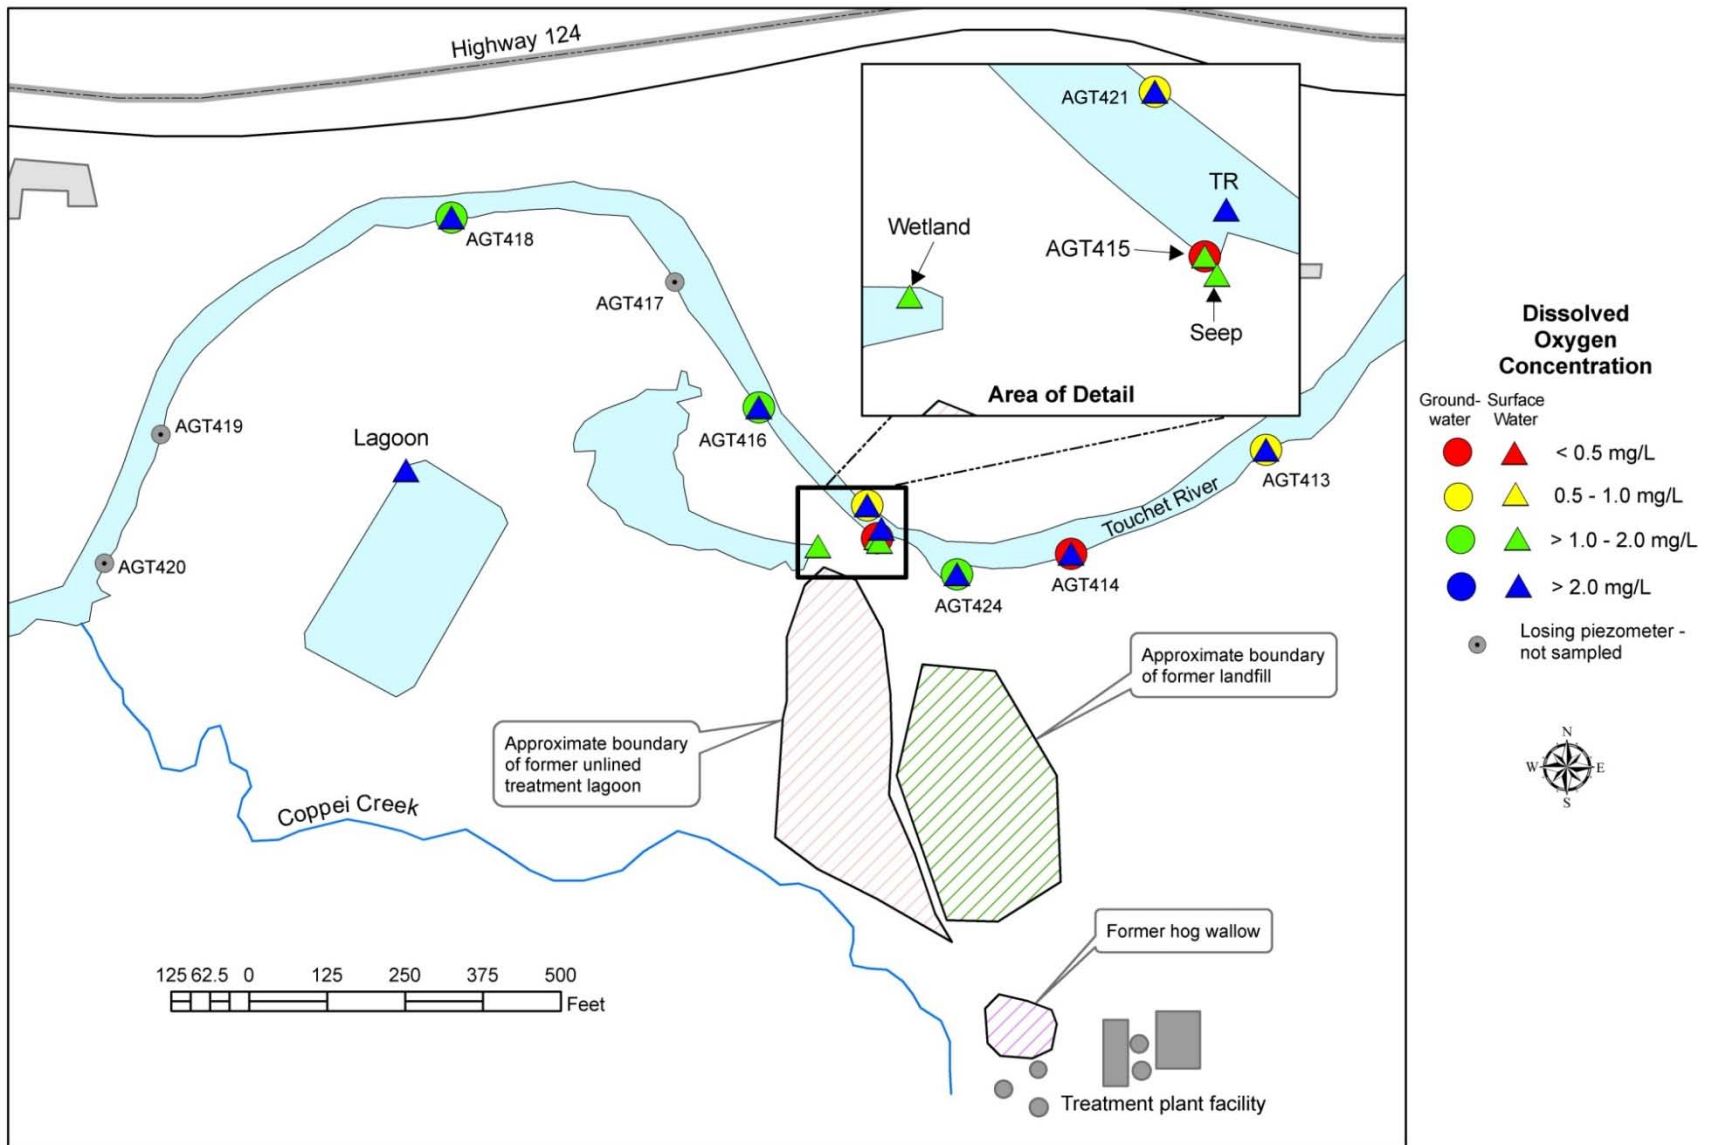 Highway 124
AGT421
TR
Wetland
AGT415
Seep
Area of Detail
AGT418
AGT417
AGT419
AGT416
Lagoon
AGT420
AGT413
Touchet River
AGT414
AGT424
Dissolved
Oxygen
Concentration
Ground-
water
Surface
Water
< 0.5 mg/L
0.5 - 1.0 mg/L
> 1.0 - 2.0 mg/L
> 2.0 mg/L
Losing piezometer -
not sampled
Approximate boundary
of former landfill
Approximate boundary
of former unlined
treatment lagoon
N
W
E
S
Coppei Creek
Former hog wallow
125 62.5 0 125 250 375 500
Feet
Treatment plant facility